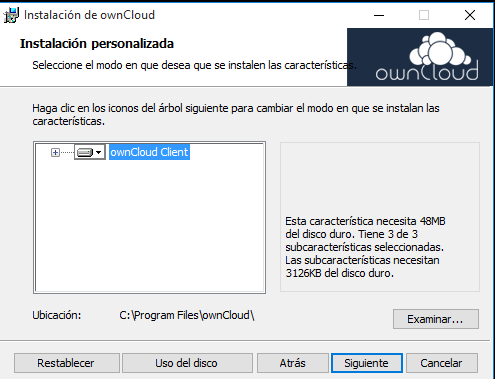 Instalación de ownCloud
Instalación personalizada
Seleccione el modo en que desea que se instalen las características.
ownCloud
Haga clic en los iconos del árbol siguiente para cambiar el modo en que se instalan las
características.
ownCloud Client
Esta característica necesita 48MB
del disco duro. Tiene 3 de 3
subcaracterísticas seleccionadas.
Las subcaracterísticas necesitan
3126KB del disco duro.
Ubicación: C:\Program Files\ownCloud\
Examinar...
Restablecer Uso del disco Atrás Siguiente Cancelar